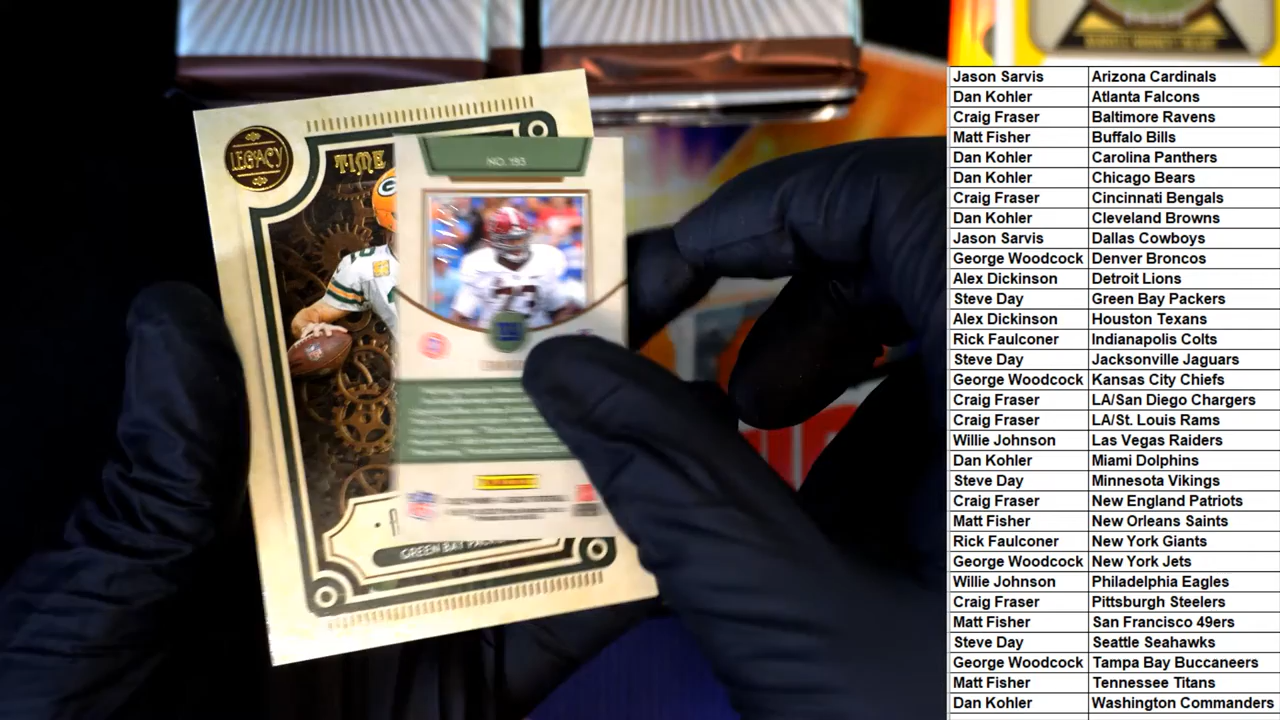 LEGACY
TIME
NO. 193
GREEN BAY
Jason Sarvis Arizona Cardinals
Dan Kohler Atlanta Falcons
Craig Fraser Baltimore Ravens
Matt Fisher Buffalo Bills
Dan Kohler Carolina Panthers
Dan Kohler Chicago Bears
Craig Fraser Cincinnati Bengals
Dan Kohler Cleveland Browns
Jason Sarvis Dallas Cowboys
George Woodcock Denver Broncos
Alex Dickinson Detroit Lions
Steve Day Green Bay Packers
Alex Dickinson Houston Texans
Rick Faulconer Indianapolis Colts
Steve Day Jacksonville Jaguars
George Woodcock Kansas City Chiefs
Craig Fraser LA/San Diego Chargers
Craig Fraser LA/St. Louis Rams
Willie Johnson Las Vegas Raiders
Dan Kohler Miami Dolphins
Steve Day Minnesota Vikings
Craig Fraser New England Patriots
Matt Fisher New Orleans Saints
Rick Faulconer New York Giants
George Woodcock New York Jets
Willie Johnson Philadelphia Eagles
Craig Fraser Pittsburgh Steelers
Matt Fisher San Francisco 49ers
Steve Day Seattle Seahawks
George Woodcock Tampa Bay Buccaneers
Matt Fisher Tennessee Titans
Dan Kohler Washington Commanders